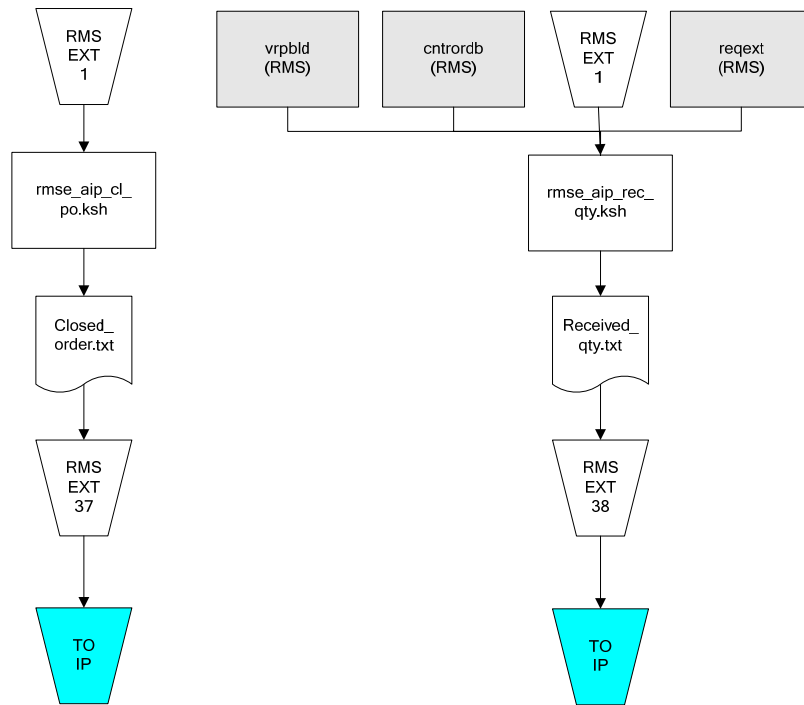 RMS
EXT
1
rmse_aip_cl_
po.ksh
Closed_
order.txt
RMS
EXT
37
TO
IP
vrpbld
(RMS)
cntrordb
(RMS)
RMS
EXT
1
reqext
(RMS)
rmse_aip_rec_
qty.ksh
Received_
qty.txt
RMS
EXT
38
TO
IP